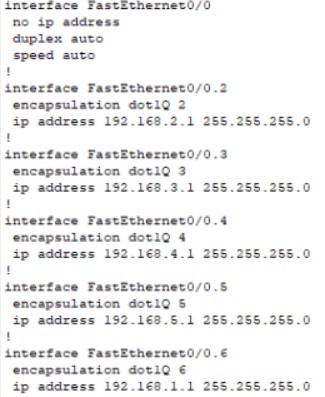 interface FastEthernet0/0
 no ip address
 duplex auto
 speed auto
!
interface FastEthernet0/0.2
 encapsulation dot1Q 2
 ip address 192.168.2.1 255.255.255.0
!
interface FastEthernet0/0.3
 encapsulation dot1Q 3
 ip address 192.168.3.1 255.255.255.0
!
interface FastEthernet0/0.4
 encapsulation dot1Q 4
 ip address 192.168.4.1 255.255.255.0
!
interface FastEthernet0/0.5
 encapsulation dot1Q 5
 ip address 192.168.5.1 255.255.255.0
!
interface FastEthernet0/0.6
 encapsulation dot1Q 6
 ip address 192.168.1.1 255.255.255.0